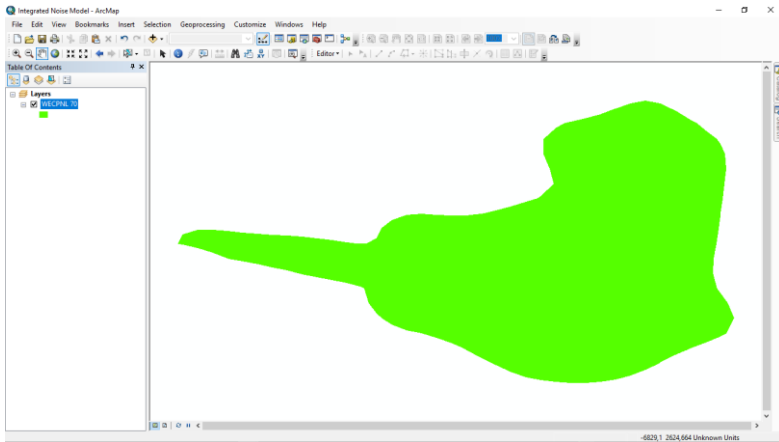 Integrated Noise Model - ArcMap
File Edit View Bookmarks Insert Selection Geoprocessing Customize Windows Help
Editor
Table Of Contents
Layers
WECPNL 70
-6829,1 2624,664 Unknown Units